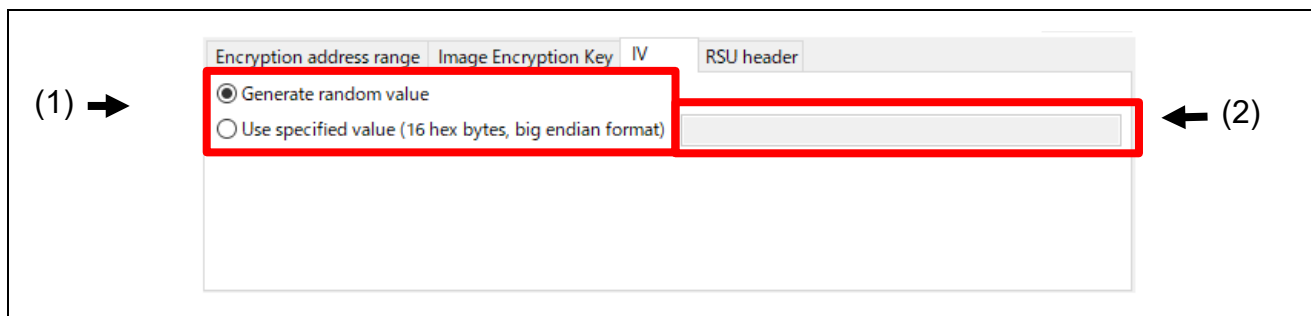 Encryption address range Image Encryption Key IV RSU header
(1) Generate random value
Use specified value (16 hex bytes, big endian format) (2)